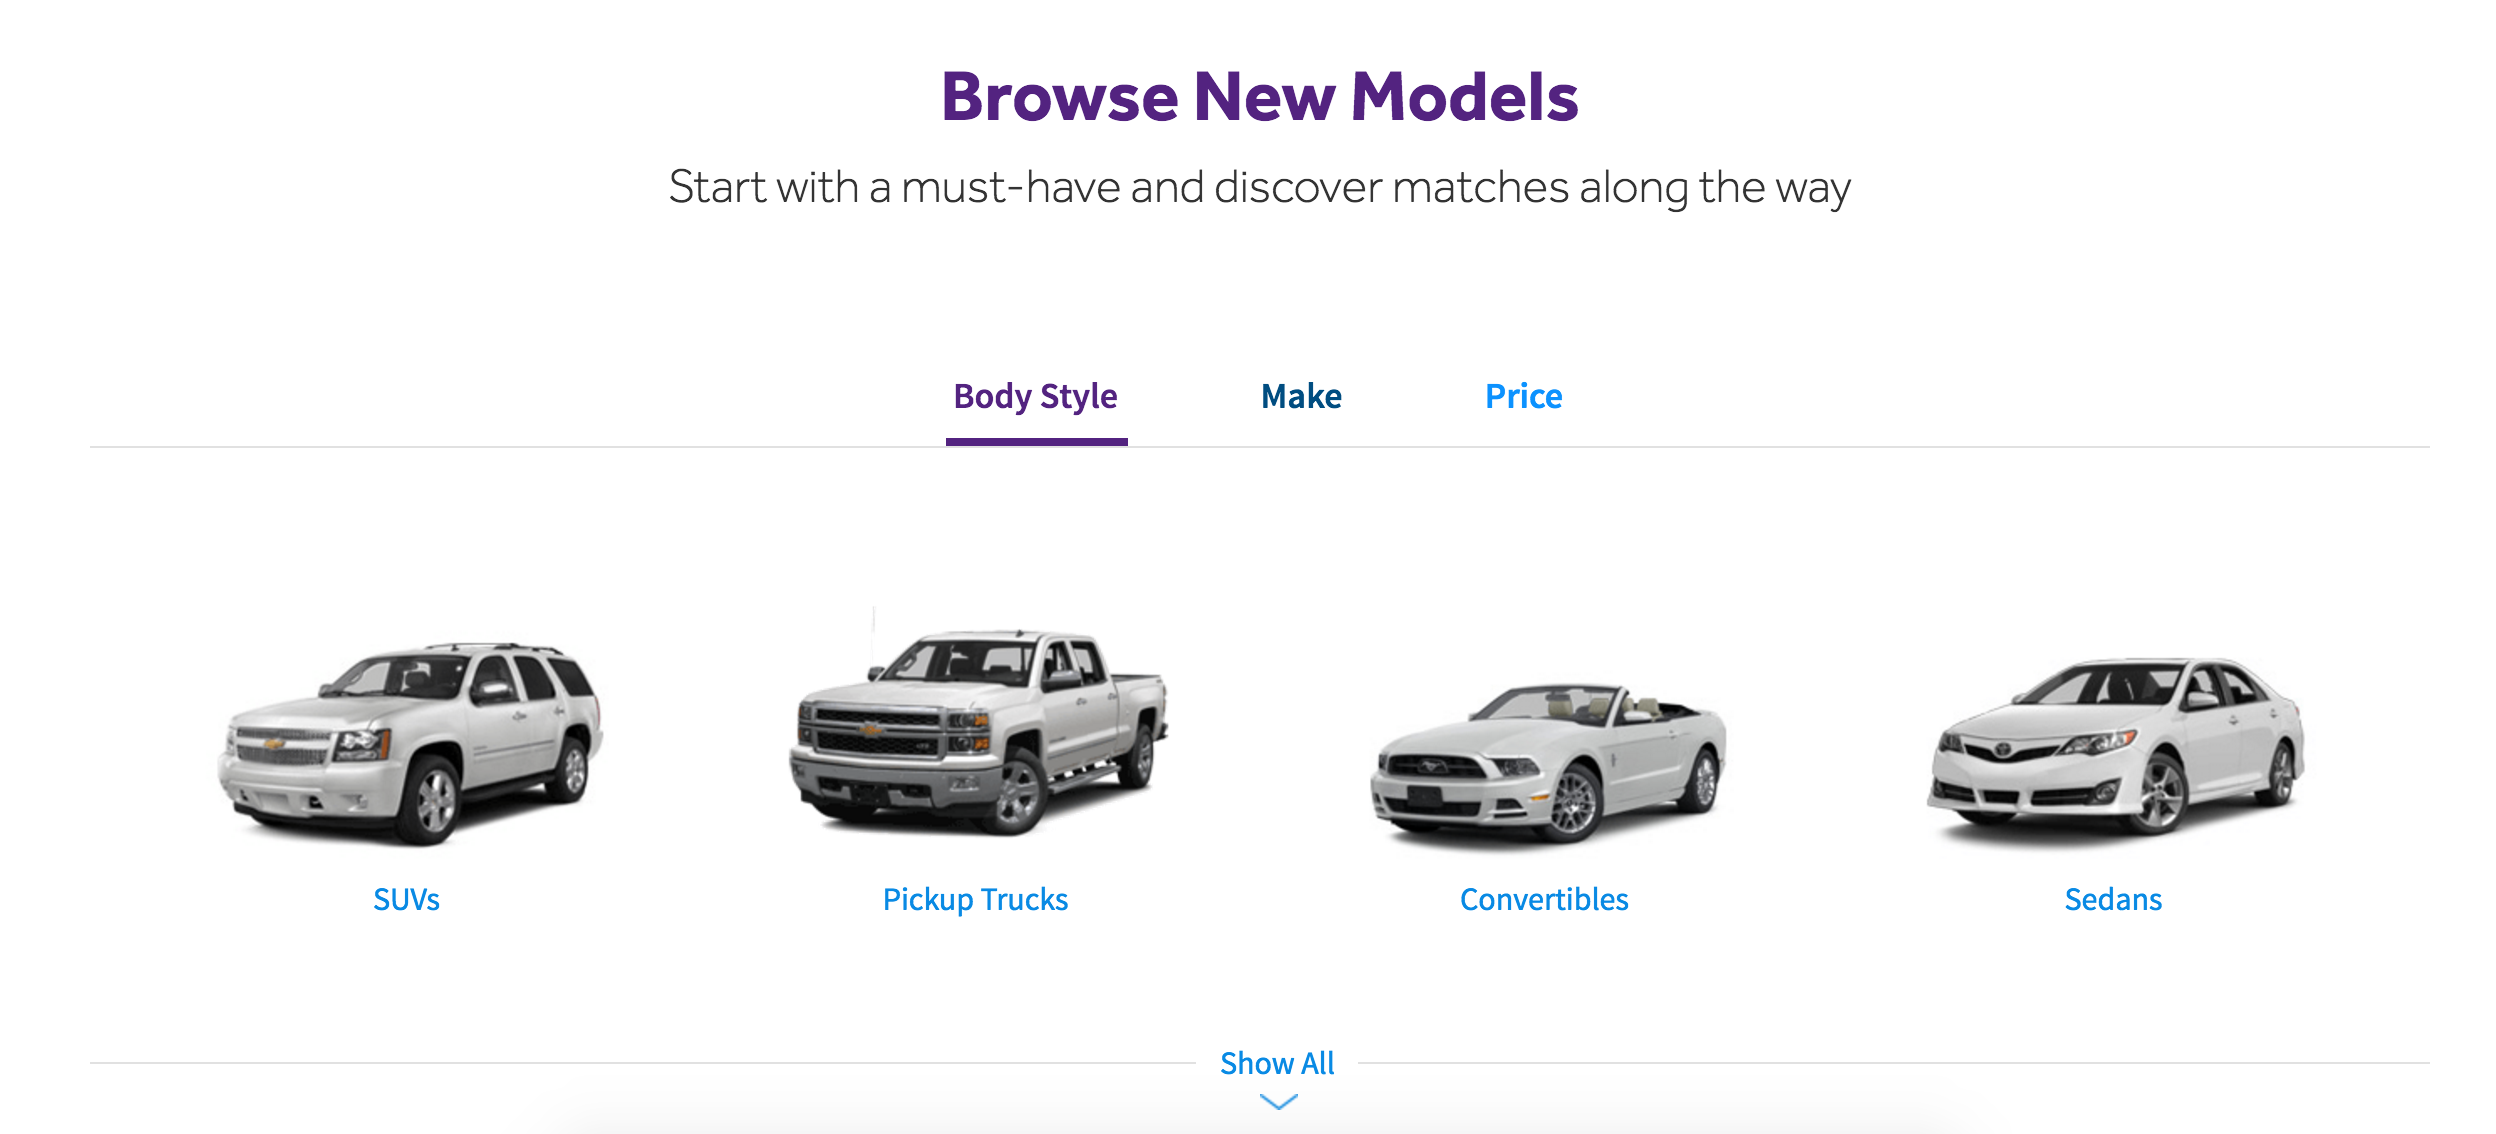 Browse New Models
Start with a must-have and discover matches along the way
Body Style Make Price
SUVs Pickup Trucks Convertibles Sedans
Show All